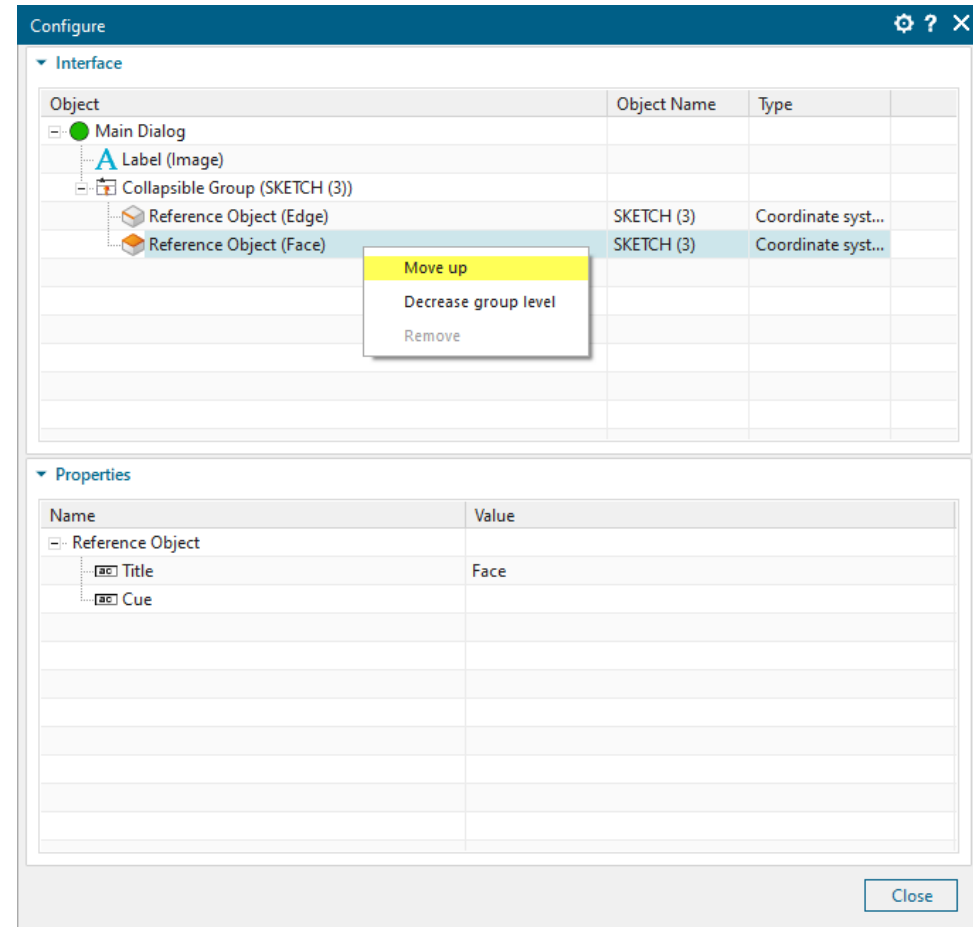 Configure ?
Interface
Object Object Name Type
Main Dialog
A Label (Image)
Collapsible Group (SKETCH (3))
Reference Object (Edge) SKETCH (3) Coordinate syst...
Reference Object (Face) SKETCH (3) Coordinate syst...
Move up
Decrease group level
Remove
Properties
Name Value
Reference Object
ac Title Face
ac Cue
Close